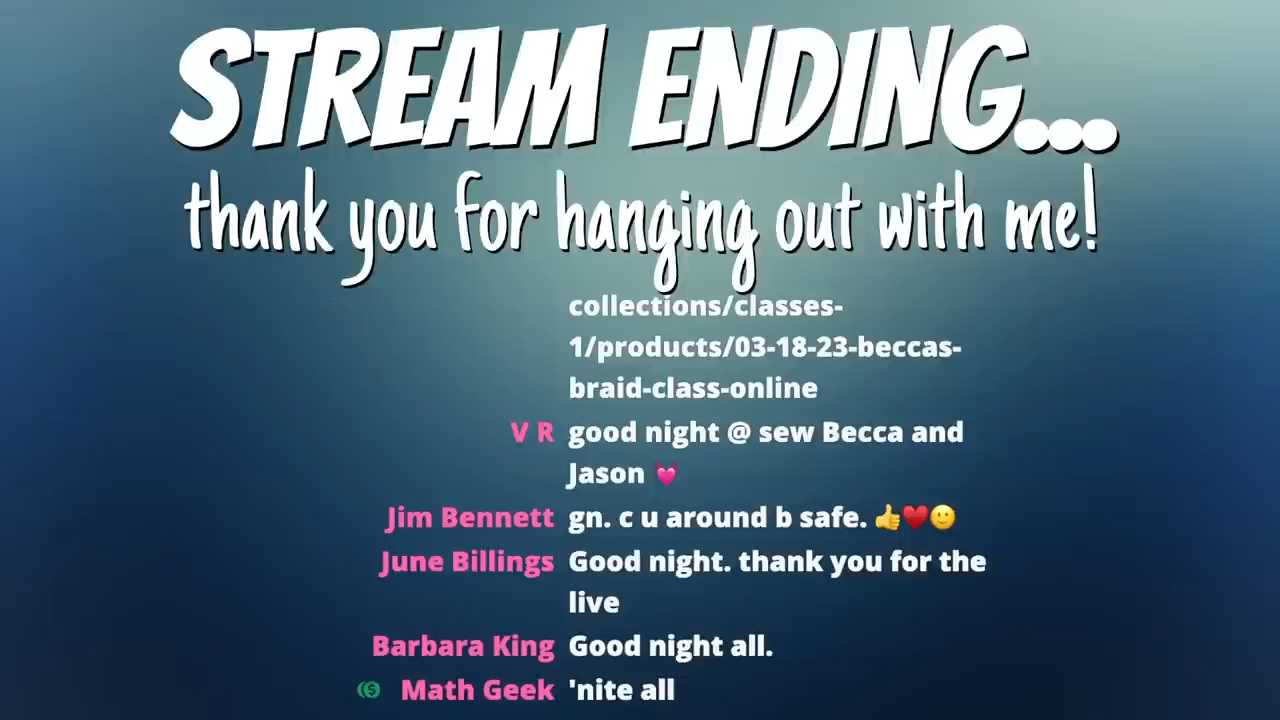 STREAM ENDING...
thank you for hanging out with me!
collections/classes-
1/products/03-18-23-beccas-
braid-class-online
V R good night @ sew Becca and
Jason 💓
Jim Bennett gn. c u around b safe. 👍❤️🙂
June Billings Good night. thank you for the
live
Barbara King Good night all.
Math Geek 'nite all